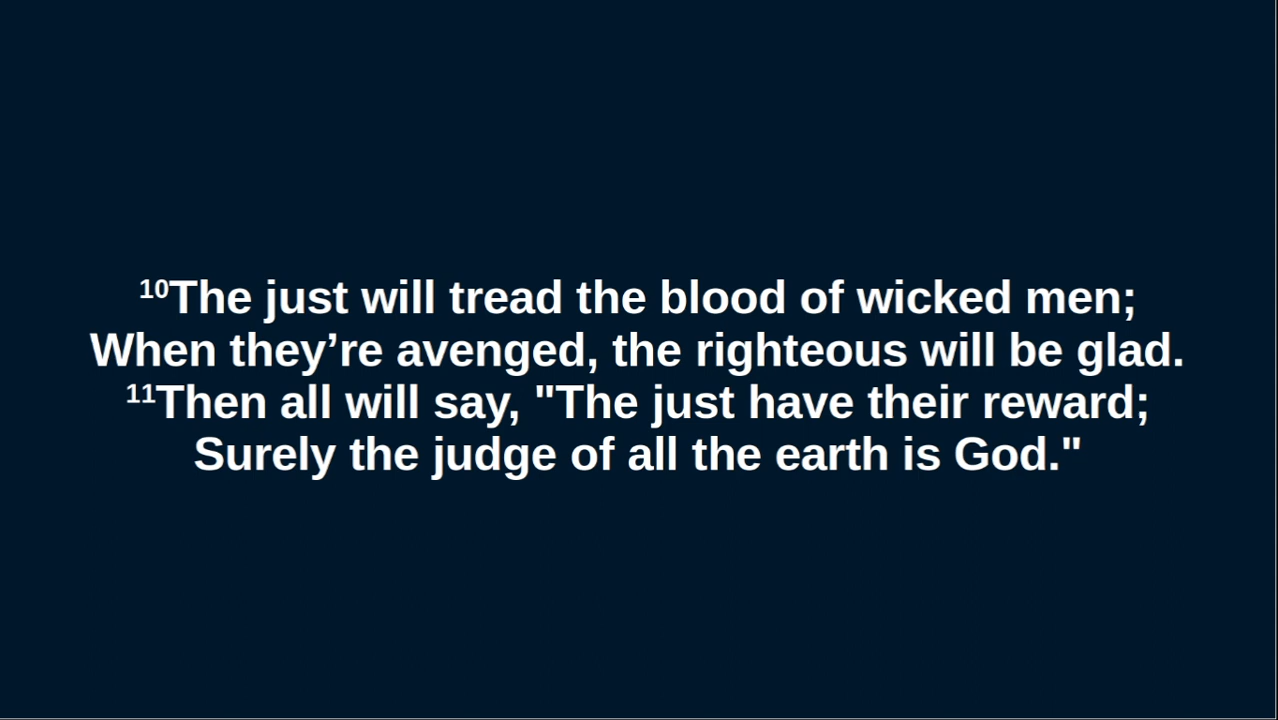 ¹⁰The just will tread the blood of wicked men;
When they’re avenged, the righteous will be glad.
¹¹Then all will say, "The just have their reward;
Surely the judge of all the earth is God."